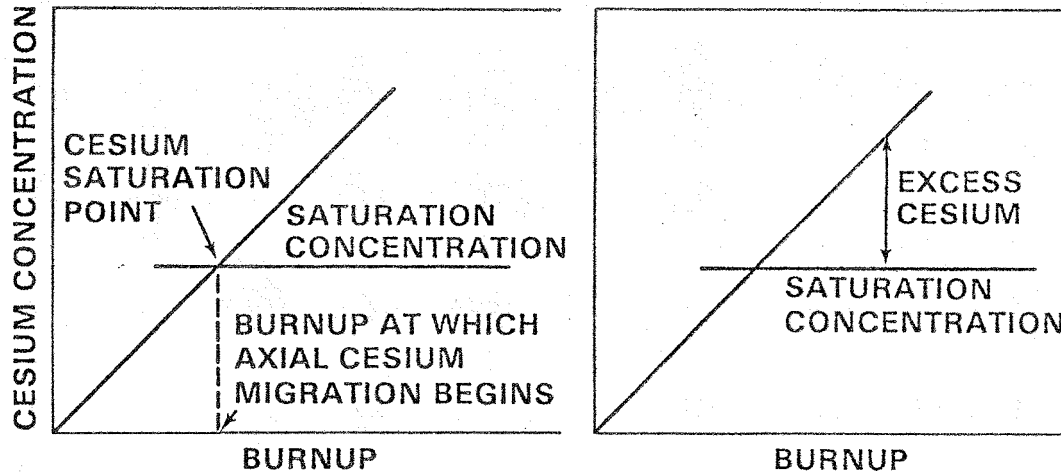 CESIUM CONCENTRATION
CESIUM
SATURATION
POINT
SATURATION
CONCENTRATION
BURNUP AT WHICH
AXIAL CESIUM
MIGRATION BEGINS
BURNUP
EXCESS
CESIUM
SATURATION
CONCENTRATION
BURNUP